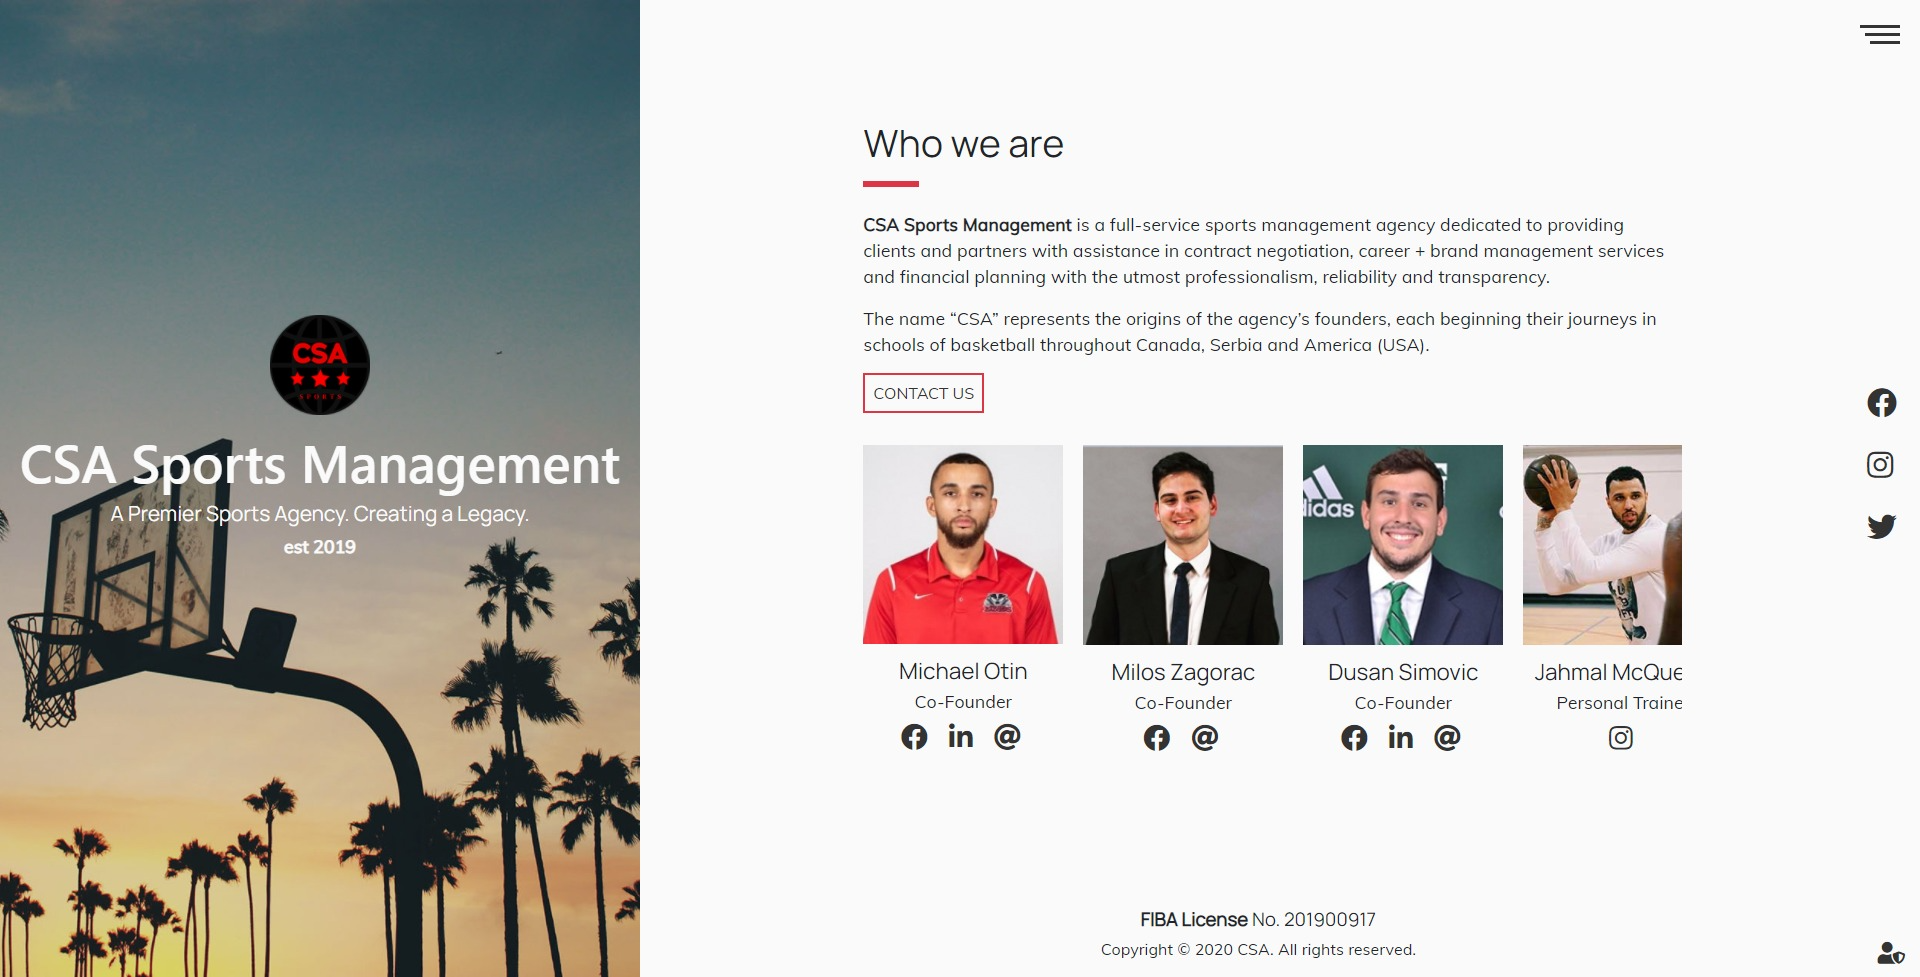 CSA
SPORTS
CSA Sports Management
A Premier Sports Agency. Creating a Legacy.
est 2019
Who we are
CSA Sports Management is a full-service sports management agency dedicated to providing
clients and partners with assistance in contract negotiation, career + brand management services
and financial planning with the utmost professionalism, reliability and transparency.
The name “CSA” represents the origins of the agency’s founders, each beginning their journeys in
schools of basketball throughout Canada, Serbia and America (USA).
CONTACT US
Michael Otin
Co-Founder
Milos Zagorac
Co-Founder
Dusan Simovic
Co-Founder
Jahmal McQue
Personal Traine
FIBA License No. 201900917
Copyright © 2020 CSA. All rights reserved.